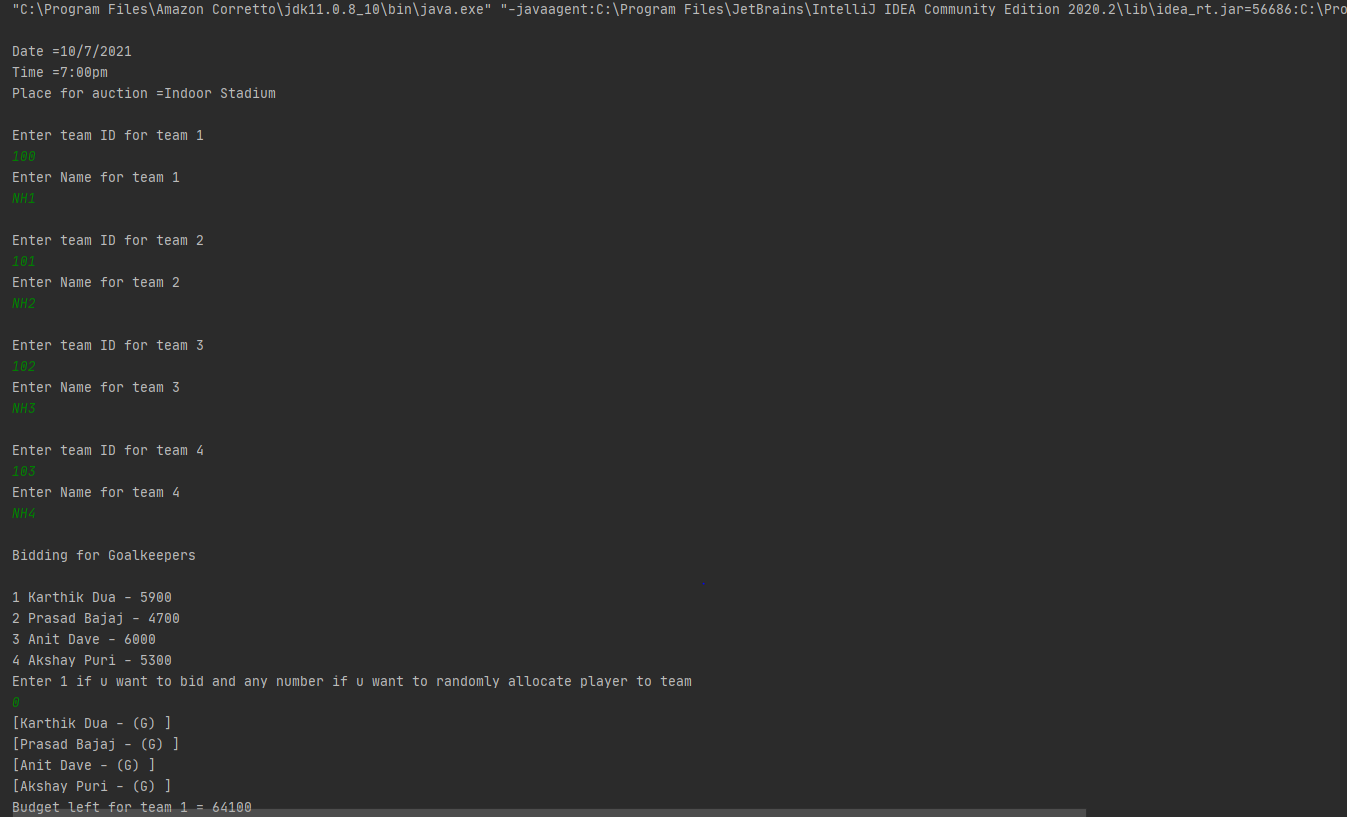 "C:\Program Files\Amazon Corretto\jdk11.0.8_10\bin\java.exe" "-javaagent:C:\Program Files\JetBrains\IntelliJ IDEA Community Edition 2020.2\lib\idea_rt.jar=56686:C:\Pro
Date =10/7/2021
Time =7:00pm
Place for auction =Indoor Stadium
Enter team ID for team 1
100
Enter Name for team 1
NH1
Enter team ID for team 2
101
Enter Name for team 2
NH2
Enter team ID for team 3
102
Enter Name for team 3
NH3
Enter team ID for team 4
103
Enter Name for team 4
NH4
Bidding for Goalkeepers
1 Karthik Dua - 5900
2 Prasad Bajaj - 4700
3 Anit Dave - 6000
4 Akshay Puri - 5300
Enter 1 if u want to bid and any number if u want to randomly allocate player to team
0
[Karthik Dua - (G) ]
[Prasad Bajaj - (G) ]
[Anit Dave - (G) ]
[Akshay Puri - (G) ]
Budget left for team 1 = 64100